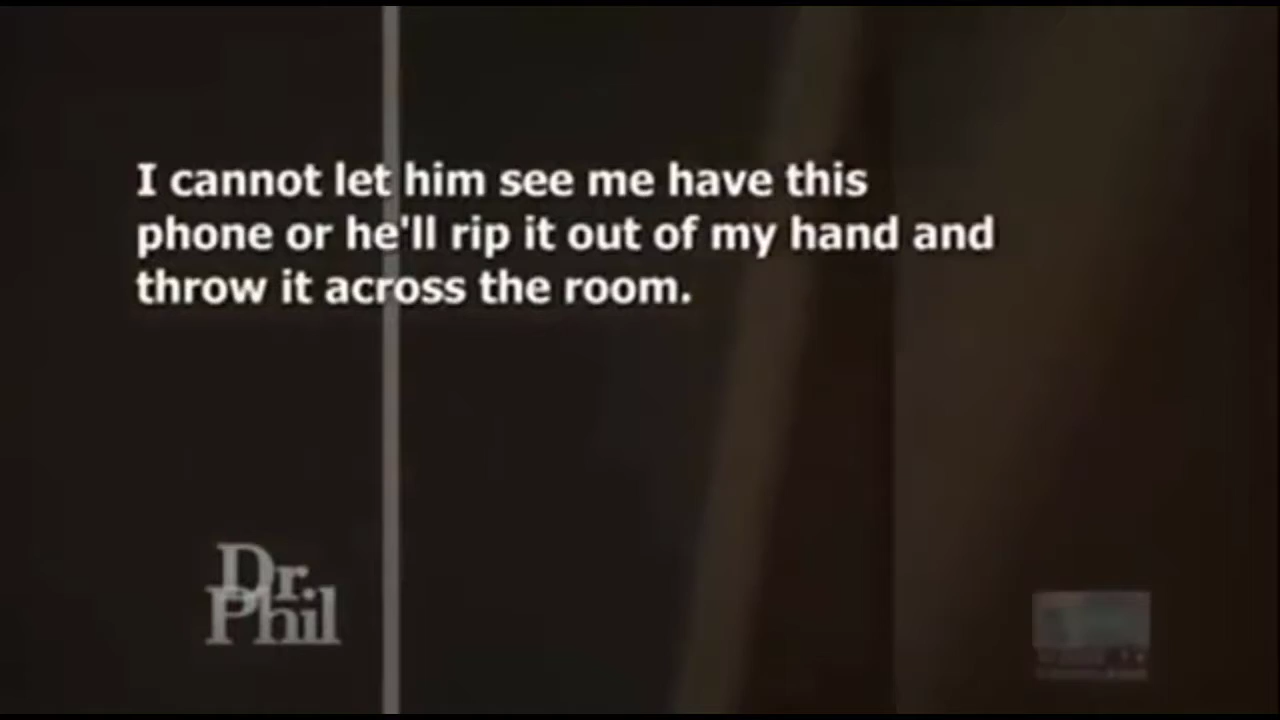 I cannot let him see me have this
phone or he'll rip it out of my hand and
throw it across the room.
Dr.
Phil